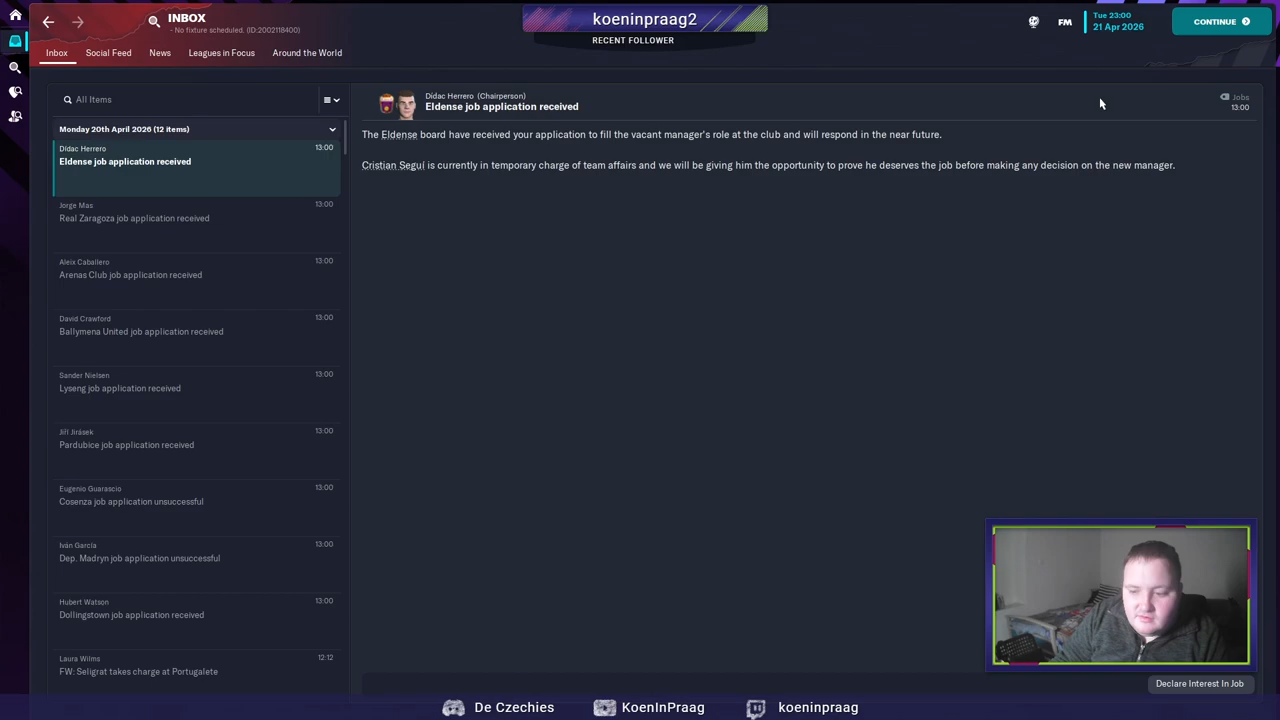 INBOX
- No fixture scheduled. (ID:2002118400)
koeninpraag2
RECENT FOLLOWER
FM
Tue 23:00
21 Apr 2026
CONTINUE
Inbox
Social Feed
News
Leagues in Focus
Around the World
All Items
Monday 20th April 2026 (12 items)
Dídac Herrero
13:00
Eldense job application received
Jorge Mas
13:00
Real Zaragoza job application received
Aleix Caballero
13:00
Arenas Club job application received
David Crawford
13:00
Ballymena United job application received
Sander Nielsen
13:00
Lyseng job application received
Jiří Jirásek
13:00
Pardubice job application received
Eugenio Guarascio
13:00
Cosenza job application unsuccessful
Iván García
13:00
Dep. Madryn job application unsuccessful
Hubert Watson
13:00
Dollingstown job application received
Laura Wilms
12:12
FW: Seligrat takes charge at Portugalete
Dídac Herrero (Chairperson)
Eldense job application received
Jobs
13:00
The Eldense board have received your application to fill the vacant manager's role at the club and will respond in the near future.
Cristian Seguí is currently in temporary charge of team affairs and we will be giving him the opportunity to prove he deserves the job before making any decision on the new manager.
Declare Interest In Job
De Czechies
KoenInPraag
koeninpraag